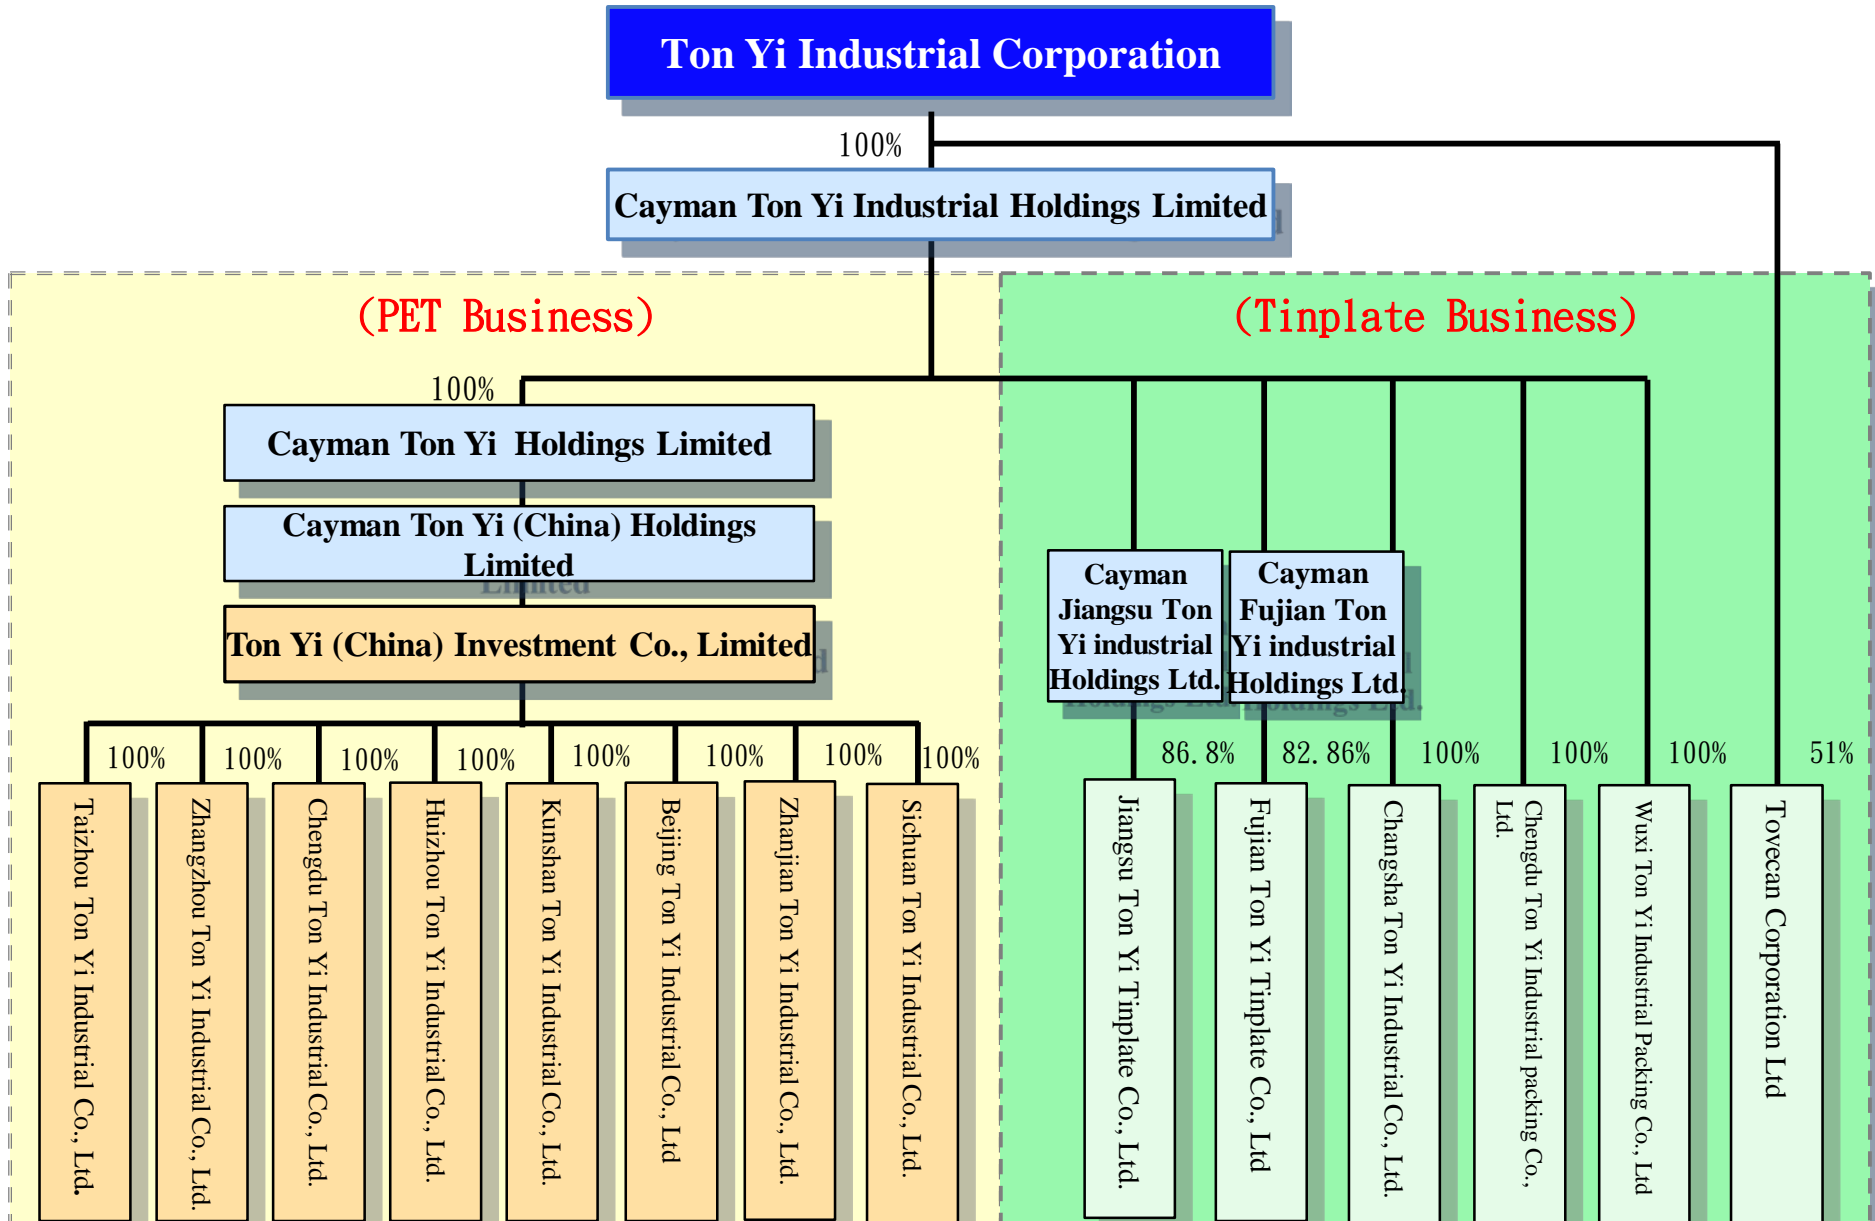 Ton Yi Industrial Corporation
100%
Cayman Ton Yi Industrial Holdings Limited
(PET Business)
(Tinplate Business)
100%
Cayman Ton Yi Holdings Limited
Cayman Ton Yi (China) Holdings
Limited
Ton Yi (China) Investment Co., Limited
Cayman
Jiangsu Ton
Yi industrial
Holdings Ltd.
Cayman
Fujian Ton
Yi industrial
Holdings Ltd.
100%
100%
100%
100%
100%
100%
100%
100%
86.8%
82.86%
100%
100%
100%
51%
Taizhou Ton Yi Industrial Co., Ltd.
Zhangzhou Ton Yi Industrial Co., Ltd.
Chengdu Ton Yi Industrial Co., Ltd.
Huizhou Ton Yi Industrial Co., Ltd.
Kunshan Ton Yi Industrial Co., Ltd.
Beijing Ton Yi Industrial Co., Ltd
Zhanjian Ton Yi Industrial Co., Ltd.
Sichuan Ton Yi Industrial Co., Ltd.
Jiangsu Ton Yi Tinplate Co., Ltd.
Fujian Ton Yi Tinplate Co., Ltd
Changsha Ton Yi Industrial Co., Ltd.
Chengdu Ton Yi Industrial packing Co.,
Ltd.
Wuxi Ton Yi Industrial Packing Co., Ltd
Tovecan Corporation Ltd